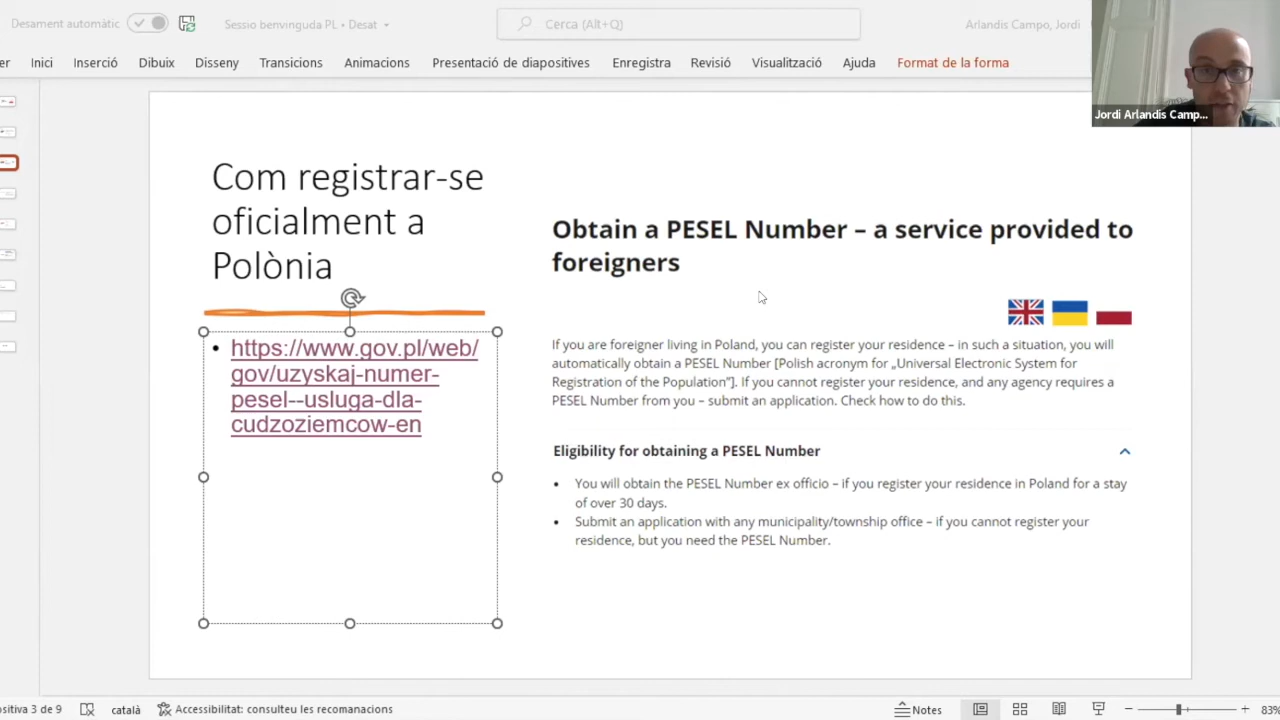 Desament automàtic
Sessio benvinguda PL • Desat
Cerca (Alt+Q)
Arlandis Campo, Jordi
er Inici Inserció Dibuix Disseny Transicions Animacions Presentació de diapositives Enregistra Revisió Visualització Ajuda Format de la forma
Jordi Arlandis Camp...
Com registrar-se
oficialment a
Polònia
• https://www.gov.pl/web/
gov/uzyskaj-numer-
pesel--usluga-dla-
cudzoziemcow-en
Obtain a PESEL Number – a service provided to
foreigners
If you are foreigner living in Poland, you can register your residence – in such a situation, you will
automatically obtain a PESEL Number [Polish acronym for „Universal Electronic System for
Registration of the Population”]. If you cannot register your residence, and any agency requires a
PESEL Number from you – submit an application. Check how to do this.
Eligibility for obtaining a PESEL Number
• You will obtain the PESEL Number ex officio – if you register your residence in Poland for a stay
of over 30 days.
• Submit an application with any municipality/township office – if you cannot register your
residence, but you need the PESEL Number.
ositiva 3 de 9 català Accessibilitat: consulteu les recomanacions Notes 83%